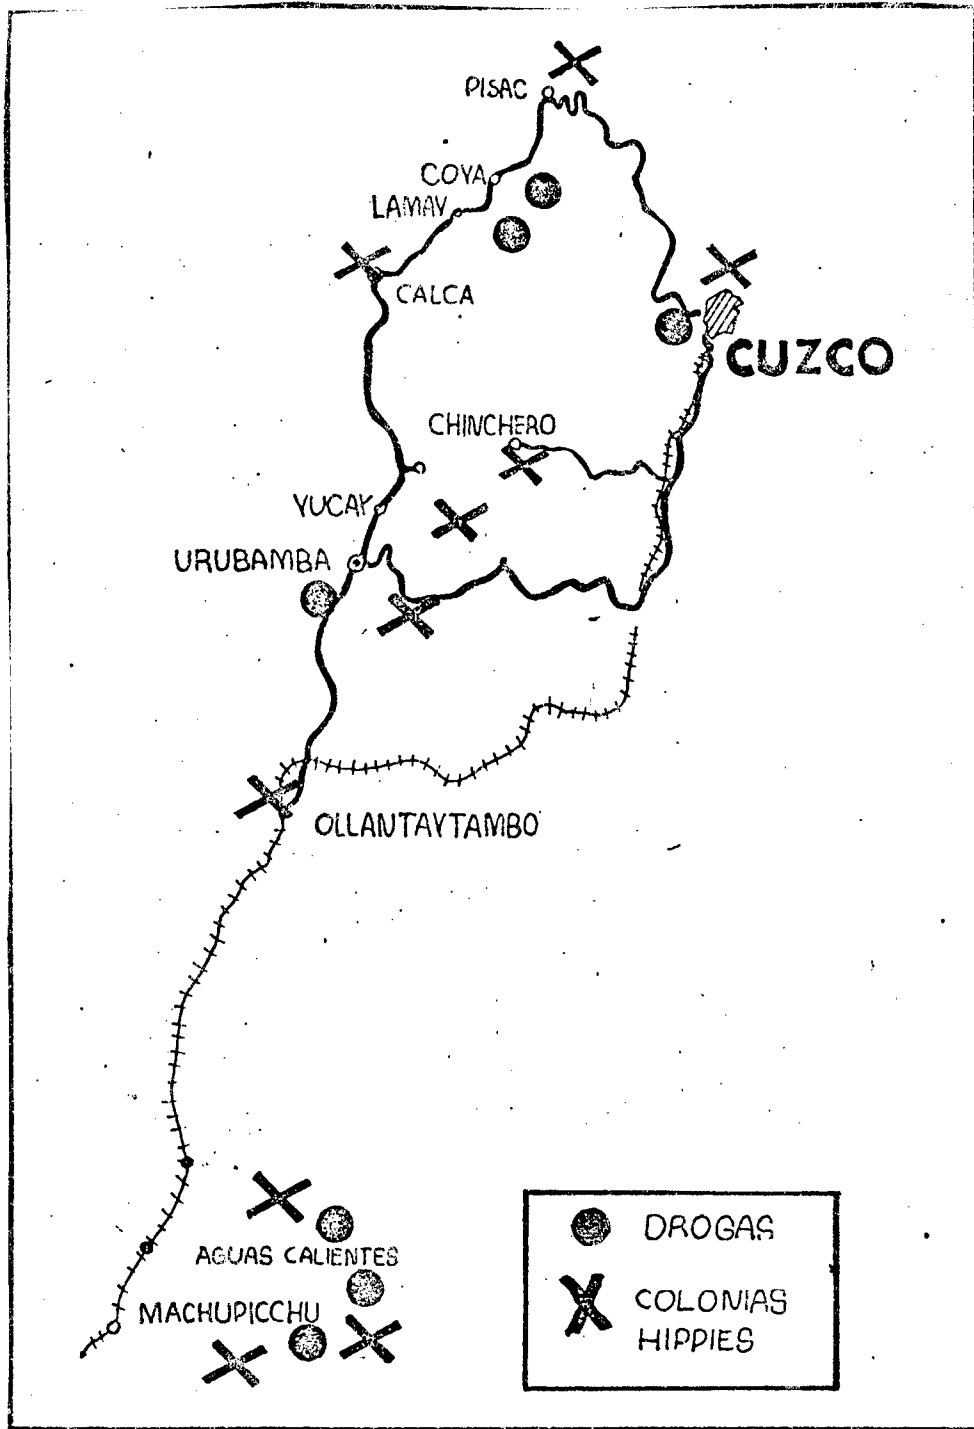 PISAC
COYA
LAMAY
CALCA
CUZCO
CHINCHERO
YUCAY
URUBAMBA
OLLANTAYTAMBO
AGUAS CALIENTES
MACHUPICCHU
DROGAS
COLONIAS
HIPPIES